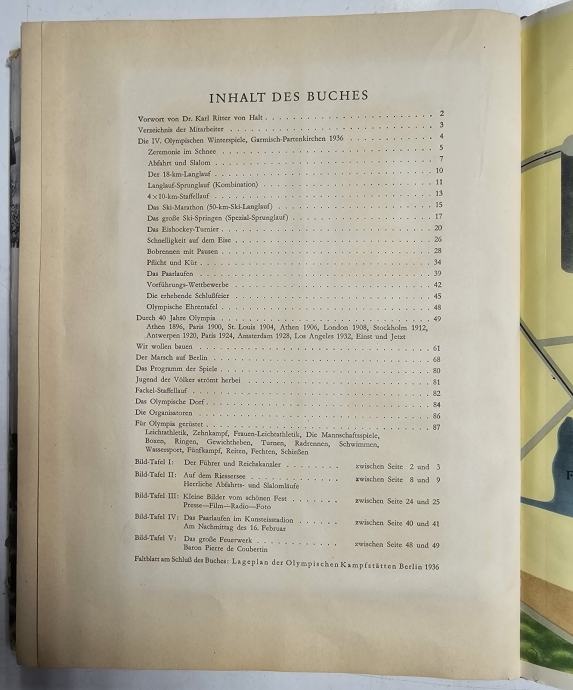 INHALT DES BUCHES
Vorwort von Dr. Karl Ritter von Halt . . . . . 2
Verzeichnis der Mitarbeiter . . . . . 3
Die IV. Olympischen Winterspiele, Garmisch-Partenkirchen 1936 . . . . . 4
Zeremonie im Schnee . . . . . 5
Abfahrt und Slalom . . . . . 7
Der 18-km-Langlauf . . . . . 10
Langlauf-Sprunglauf (Kombination) . . . . . 11
4×10-km-Staffellauf . . . . . 13
Das Ski-Marathon (50-km-Ski-Langlauf) . . . . . 15
Das große Ski-Springen (Spezial-Sprunglauf) . . . . . 17
Das Eishockey-Turnier . . . . . 20
Schnelligkeit auf dem Eise . . . . . 26
Bobrennen mit Pausen . . . . . 28
Pflicht und Kür . . . . . 34
Das Paarlaufen . . . . . 39
Vorführungs-Wettbewerbe . . . . . 42
Die erhebende Schlußfeier . . . . . 45
Olympische Ehrentafel . . . . . 48
Durch 40 Jahre Olympia . . . . . 49
Athen 1896, Paris 1900, St. Louis 1904, Athen 1906, London 1908, Stockholm 1912,
Antwerpen 1920, Paris 1924, Amsterdam 1928, Los Angeles 1932, Einst und Jetzt
Wir wollen bauen . . . . . 61
Der Marsch auf Berlin . . . . . 68
Das Programm der Spiele . . . . . 80
Jugend der Völker strömt herbei . . . . . 81
Fackel-Staffellauf . . . . . 82
Das Olympische Dorf . . . . . 84
Die Organisatoren . . . . . 86
Für Olympia gerüstet . . . . . 87
Leichtathletik, Zehnkampf, Frauen-Leichtathletik, Die Mannschaftsspiele,
Boxen, Ringen, Gewichtheben, Turnen, Radrennen, Schwimmen,
Wassersport, Fünfkampf, Reiten, Fechten, Schießen
Bild-Tafel I: Der Führer und Reichskanzler . . . . . zwischen Seite 2 und 3
Bild-Tafel II: Auf dem Riessersee . . . . . zwischen Seite 8 und 9
Herrliche Abfahrts- und Slalomläufe
Bild-Tafel III: Kleine Bilder vom schönen Fest . . . . . zwischen Seite 24 und 25
Presse—Film—Radio—Foto
Bild-Tafel IV: Das Paarlaufen im Kunsteisstadion . . . . . zwischen Seite 40 und 41
Am Nachmittag des 16. Februar
Bild-Tafel V: Das große Feuerwerk . . . . . zwischen Seite 48 und 49
Baron Pierre de Coubertin
Faltblatt am Schluß des Buches: Lageplan der Olympischen Kampfstätten Berlin 1936